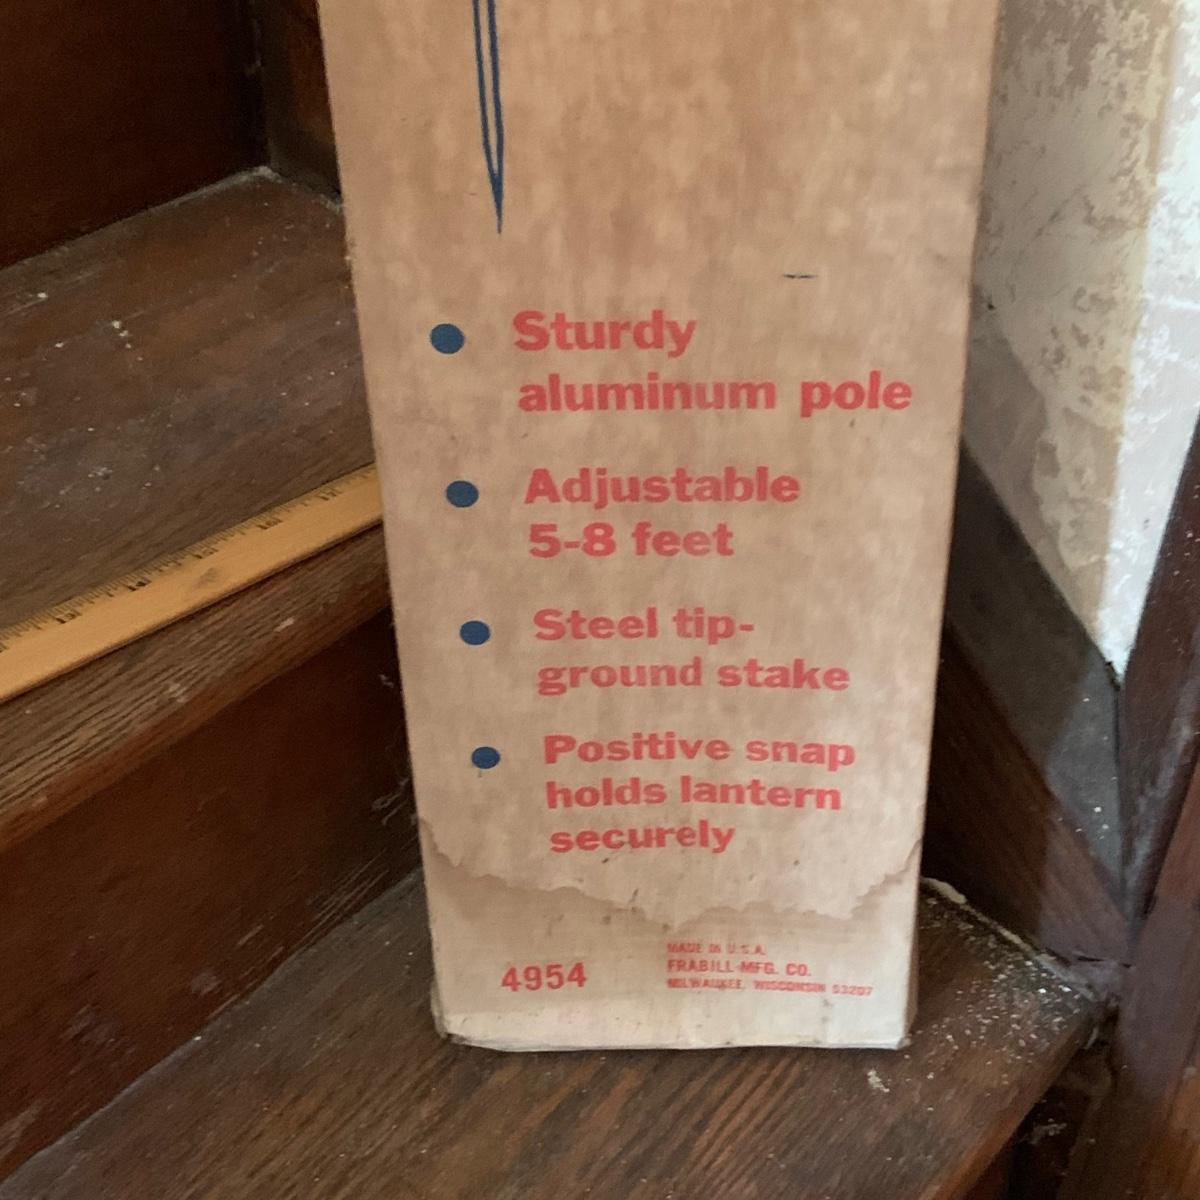 Sturdy
aluminum pole
Adjustable
5-8 feet
Steel tip-
ground stake
Positive snap
holds lantern
securely
4954
MADE IN U.S.A.
FRABILL MFG. CO.
MILWAUKEE, WISCONSIN 53207